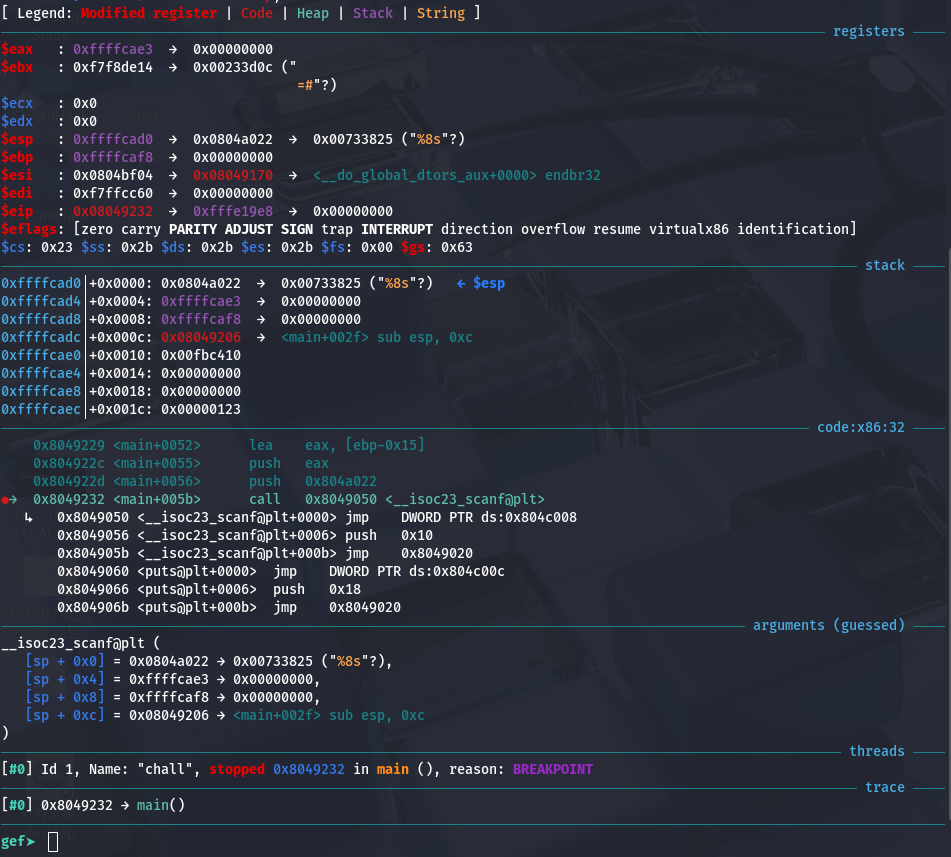 [ Legend: Modified register | Code | Heap | Stack | String ]
registers
$eax   : 0xffffcae3  →  0x00000000
$ebx   : 0xf7f8de14  →  0x00233d0c ("
=#"?)
$ecx   : 0x0
$edx   : 0x0
$esp   : 0xffffcad0  →  0x0804a022  →  0x00733825 ("%8s"?)
$ebp   : 0xffffcaf8  →  0x00000000
$esi   : 0x0804bf04  →  0x08049170  →  <__do_global_dtors_aux+0000> endbr32
$edi   : 0xf7ffcc60  →  0x00000000
$eip   : 0x08049232  →  0xfffe19e8  →  0x00000000
$eflags: [zero carry PARITY ADJUST SIGN trap INTERRUPT direction overflow resume virtualx86 identification]
$cs: 0x23 $ss: 0x2b $ds: 0x2b $es: 0x2b $fs: 0x00 $gs: 0x63
stack
0xffffcad0│+0x0000: 0x0804a022  →  0x00733825 ("%8s"?)   ← $esp
0xffffcad4│+0x0004: 0xffffcae3  →  0x00000000
0xffffcad8│+0x0008: 0xffffcaf8  →  0x00000000
0xffffcadc│+0x000c: 0x08049206  →  <main+002f> sub esp, 0xc
0xffffcae0│+0x0010: 0x00fbc410
0xffffcae4│+0x0014: 0x00000000
0xffffcae8│+0x0018: 0x00000000
0xffffcaec│+0x001c: 0x00000123
code:x86:32
0x8049229 <main+0052>      lea    eax, [ebp-0x15]
0x804922c <main+0055>      push   eax
0x804922d <main+0056>      push   0x804a022
●→  0x8049232 <main+005b>      call   0x8049050 <__isoc23_scanf@plt>
↳   0x8049050 <__isoc23_scanf@plt+0000> jmp    DWORD PTR ds:0x804c008
0x8049056 <__isoc23_scanf@plt+0006> push   0x10
0x804905b <__isoc23_scanf@plt+000b> jmp    0x8049020
0x8049060 <puts@plt+0000>  jmp    DWORD PTR ds:0x804c00c
0x8049066 <puts@plt+0006>  push   0x18
0x804906b <puts@plt+000b>  jmp    0x8049020
arguments (guessed)
__isoc23_scanf@plt (
[sp + 0x0] = 0x0804a022 → 0x00733825 ("%8s"?),
[sp + 0x4] = 0xffffcae3 → 0x00000000,
[sp + 0x8] = 0xffffcaf8 → 0x00000000,
[sp + 0xc] = 0x08049206 → <main+002f> sub esp, 0xc
)
threads
[#0] Id 1, Name: "chall", stopped 0x8049232 in main (), reason: BREAKPOINT
trace
[#0] 0x8049232 → main()
gef➤